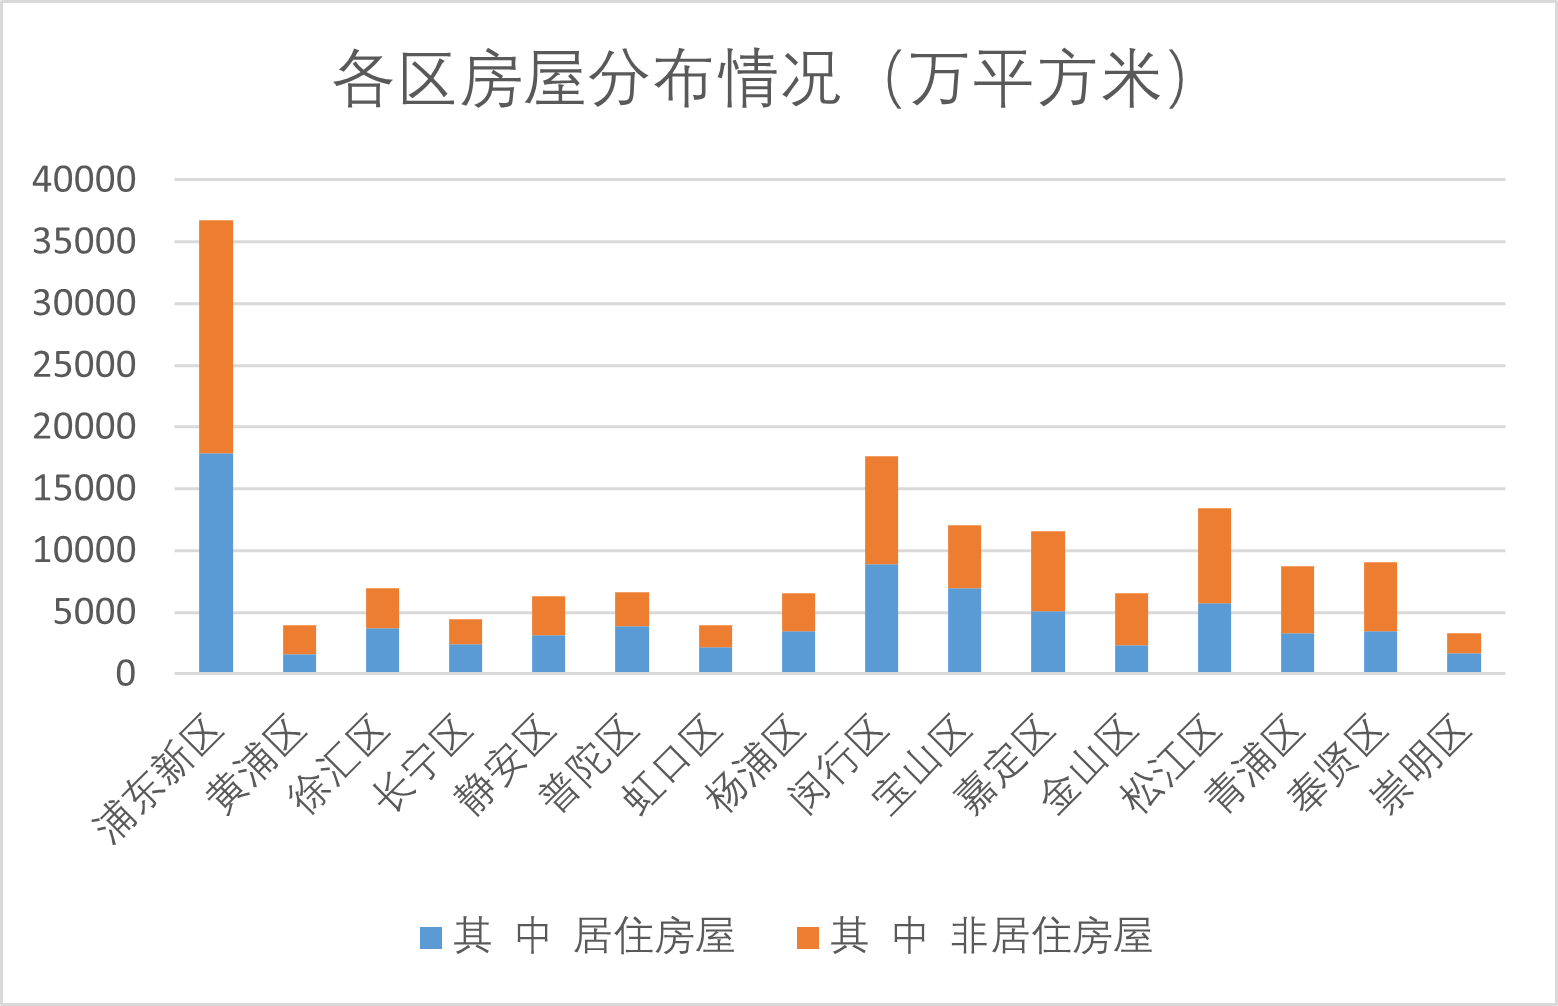 各区房屋分布情况（万平方米）
40000
35000
30000
25000
20000
15000
10000
5000
0
浦东新区
黄浦区
徐汇区
长宁区
静安区
普陀区
虹口区
杨浦区
闵行区
宝山区
嘉定区
金山区
松江区
青浦区
奉贤区
崇明区
其 中 居住房屋
其 中 非居住房屋